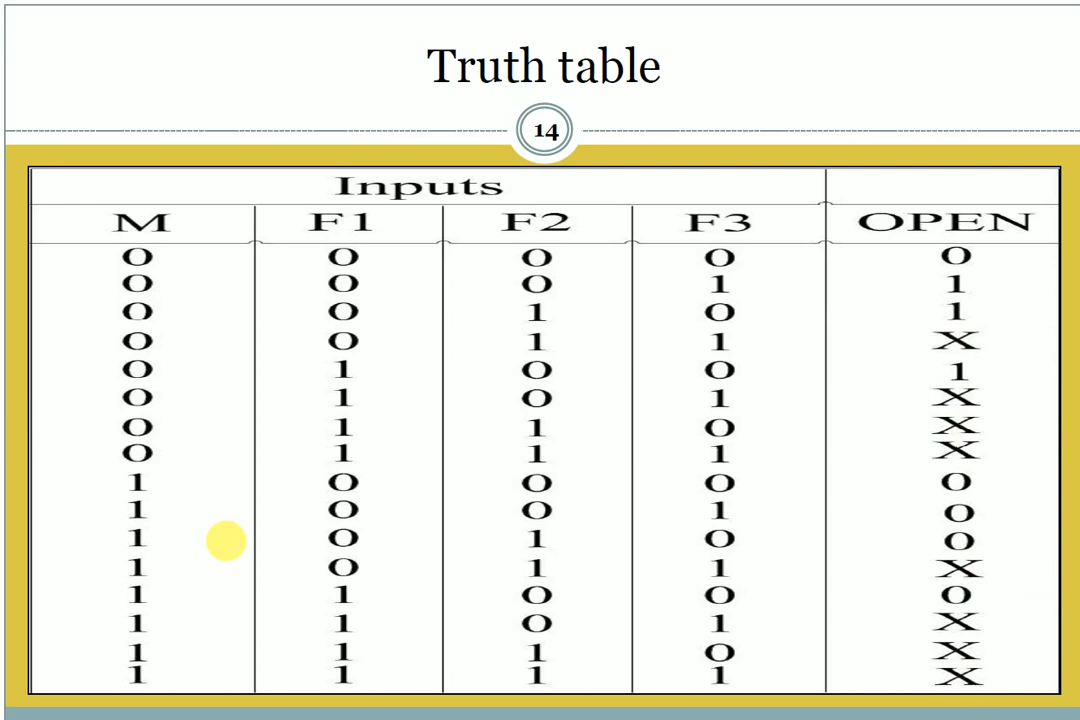 Truth table
14
Inputs
M F1 F2 F3 OPEN
0 0 0 0 0
0 0 0 1 1
0 0 1 0 1
0 0 1 1 X
0 1 0 0 1
0 1 0 1 X
0 1 1 0 X
0 1 1 1 X
1 0 0 0 0
1 0 0 1 0
1 0 1 0 0
1 0 1 1 X
1 1 0 0 0
1 1 0 1 X
1 1 1 0 X
1 1 1 1 X